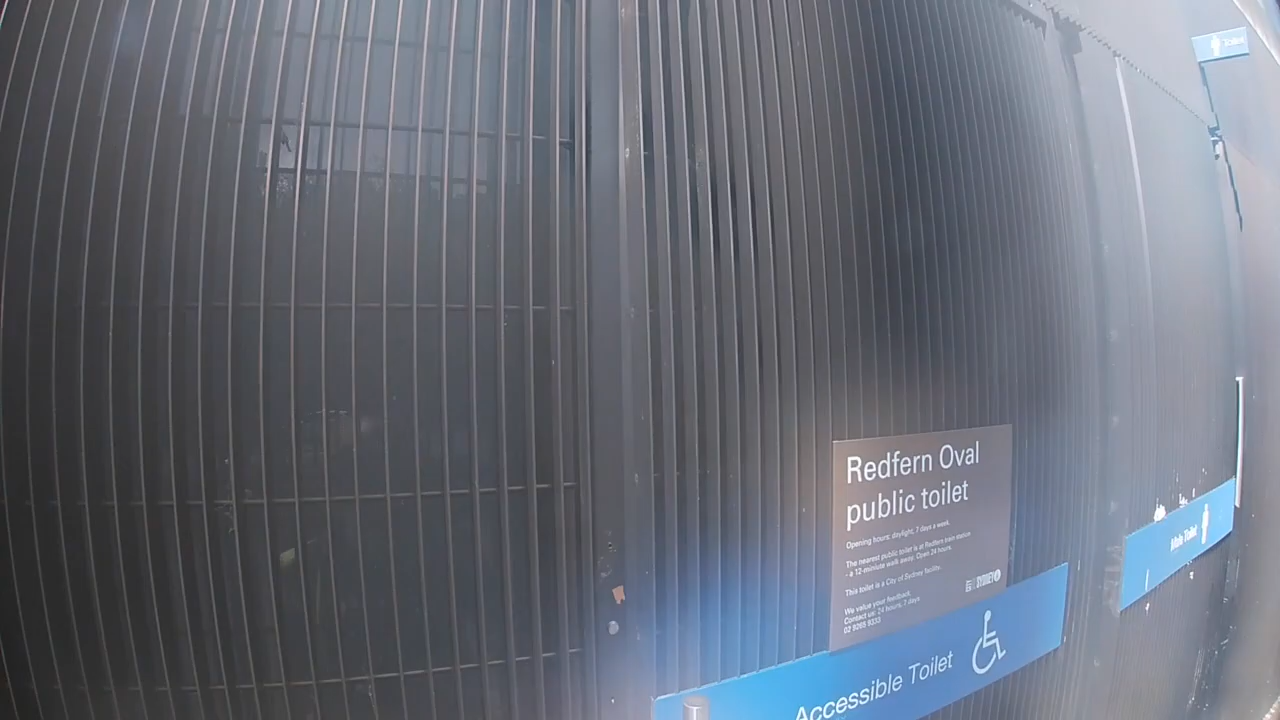 Toilet
Redfern Oval
public toilet
Opening hours: daylight, 7 days a week.
The nearest public toilet is at Redfern train station
- a 12-miniute walk away. Open 24 hours.
This toilet is a City of Sydney facility.
We value your feedback.
Contact us: 24 hours, 7 days
02 9265 9333
SYDNEY
Male Toilet
Accessible Toilet